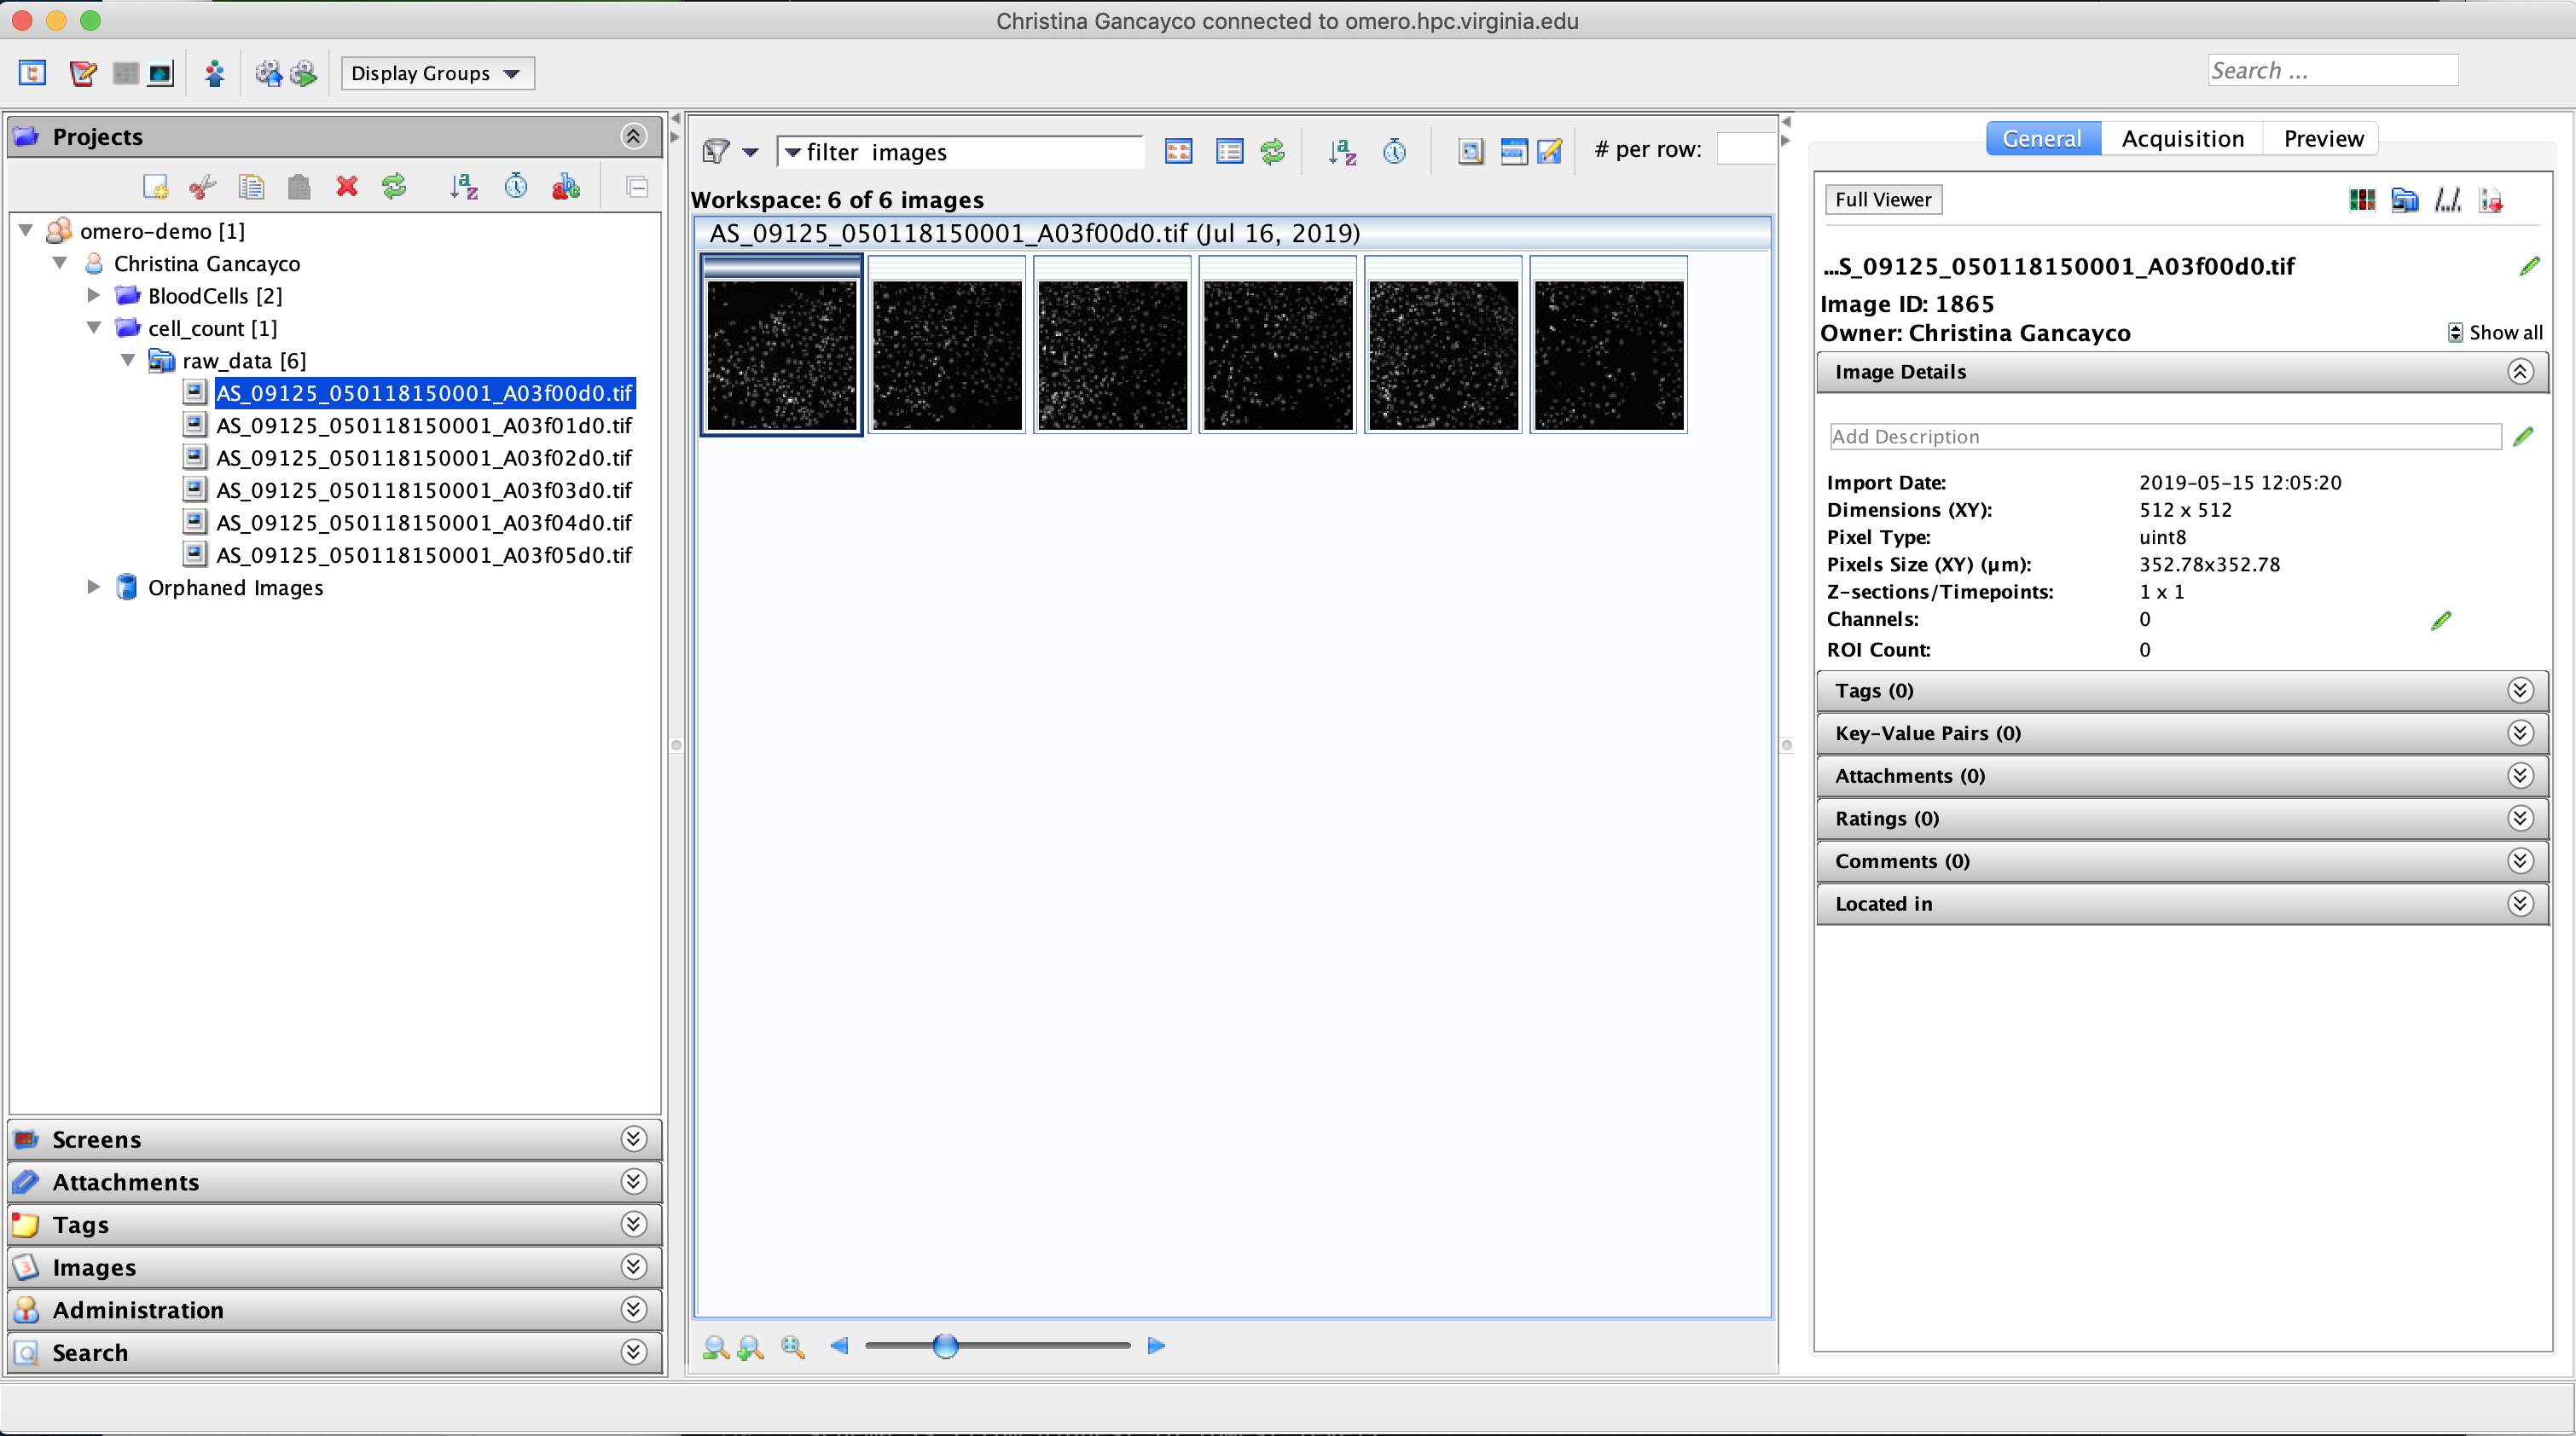 Christina Gancayco connected to omero.hpc.virginia.edu
Display Groups
Search ...
Projects
omero-demo [1]
Christina Gancayco
BloodCells [2]
cell_count [1]
raw_data [6]
AS_09125_050118150001_A03f00d0.tif
AS_09125_050118150001_A03f01d0.tif
AS_09125_050118150001_A03f02d0.tif
AS_09125_050118150001_A03f03d0.tif
AS_09125_050118150001_A03f04d0.tif
AS_09125_050118150001_A03f05d0.tif
Orphaned Images
Screens
Attachments
Tags
Images
Administration
Search
filter images
# per row:
Workspace: 6 of 6 images
AS_09125_050118150001_A03f00d0.tif (Jul 16, 2019)
General Acquisition Preview
Full Viewer
...S_09125_050118150001_A03f00d0.tif
Image ID: 1865
Owner: Christina Gancayco
Show all
Image Details
Add Description
Import Date: 2019-05-15 12:05:20
Dimensions (XY): 512 x 512
Pixel Type: uint8
Pixels Size (XY) (µm): 352.78x352.78
Z-sections/Timepoints: 1 x 1
Channels: 0
ROI Count: 0
Tags (0)
Key-Value Pairs (0)
Attachments (0)
Ratings (0)
Comments (0)
Located in